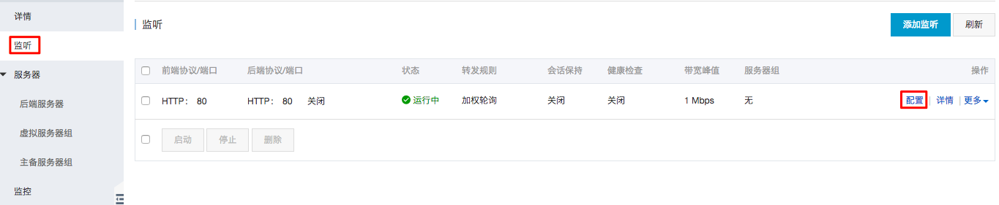 详情
监听
服务器
后端服务器
虚拟服务器组
主备服务器组
监控
监听 添加监听 刷新
前端协议/端口 后端协议/端口 状态 转发规则 会话保持 健康检查 带宽峰值 服务器组 操作
HTTP： 80 HTTP： 80 关闭 运行中 加权轮询 关闭 关闭 1 Mbps 无 配置 | 详情 | 更多
启动 停止 删除